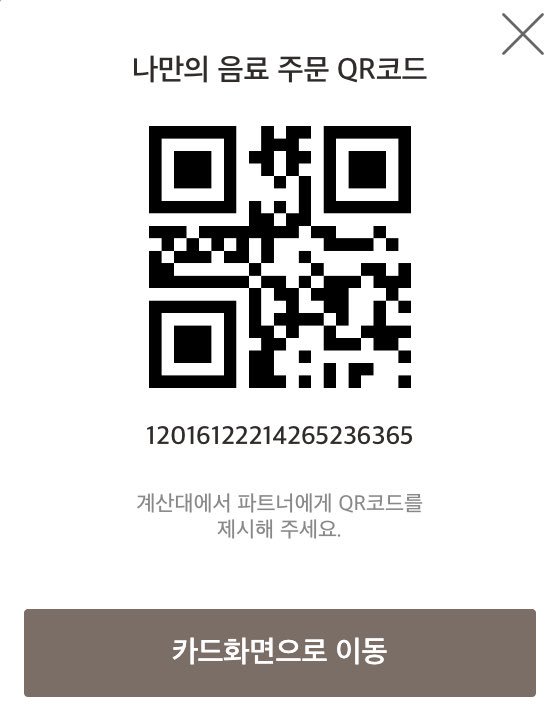 나만의 음료 주문 QR코드
12016122214265236365
계산대에서 파트너에게 QR코드를
제시해 주세요.
카드화면으로 이동